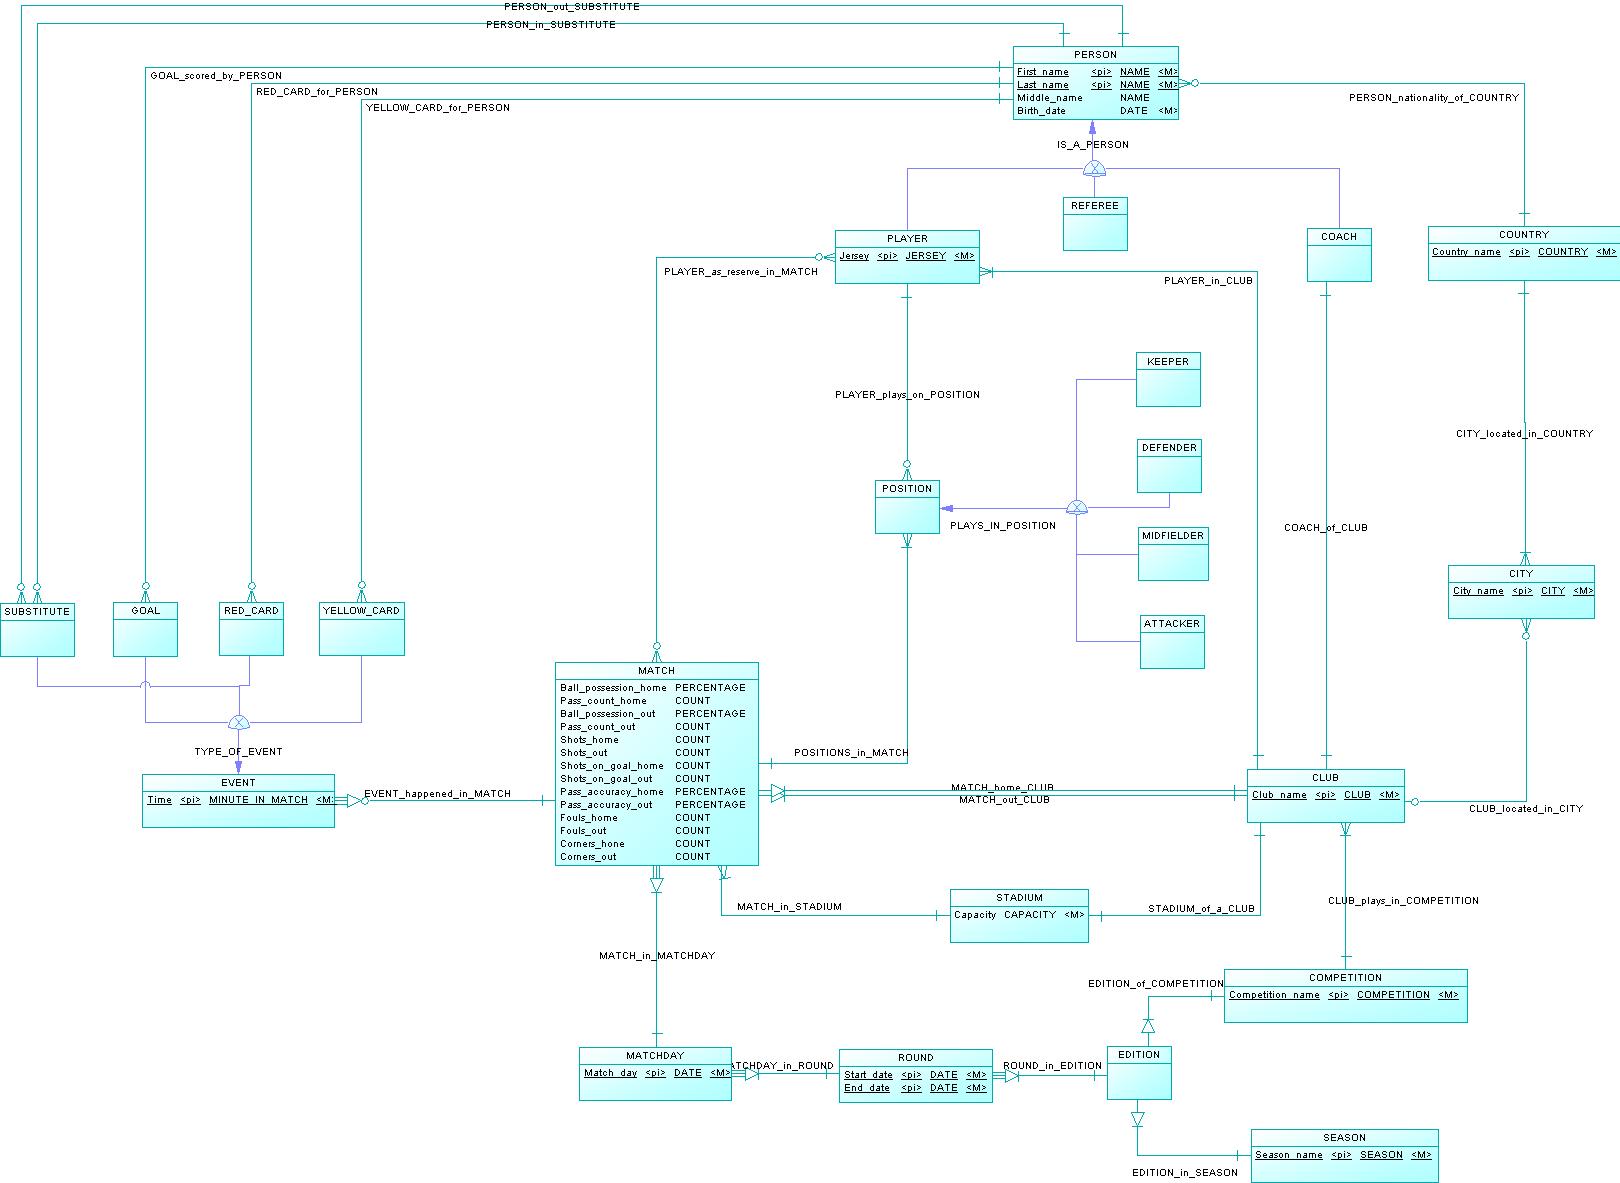 PERSON_out_SUBSTITUTE
PERSON_in_SUBSTITUTE
PERSON
First_name <pi> NAME <M>
Last_name <pi> NAME <M>
Middle_name NAME
Birth_date DATE <M>
GOAL_scored_by_PERSON
RED_CARD_for_PERSON
YELLOW_CARD_for_PERSON
PERSON_nationality_of_COUNTRY
IS_A_PERSON
REFEREE
PLAYER
Jersey <pi> JERSEY <M>
COACH
COUNTRY
Country_name <pi> COUNTRY <M>
PLAYER_as_reserve_in_MATCH
PLAYER_in_CLUB
KEEPER
PLAYER_plays_on_POSITION
CITY_located_in_COUNTRY
DEFENDER
POSITION
PLAYS_IN_POSITION
COACH_of_CLUB
MIDFIELDER
CITY
City_name <pi> CITY <M>
SUBSTITUTE
GOAL
RED_CARD
YELLOW_CARD
ATTACKER
MATCH
Ball_possession_home PERCENTAGE
Pass_count_home COUNT
Ball_possession_out PERCENTAGE
Pass_count_out COUNT
Shots_home COUNT
Shots_out COUNT
Shots_on_goal_home COUNT
Shots_on_goal_out COUNT
Pass_accuracy_home PERCENTAGE
Pass_accuracy_out PERCENTAGE
Fouls_home COUNT
Fouls_out COUNT
Corners_hone COUNT
Corners_out COUNT
TYPE_OF_EVENT
POSITIONS_in_MATCH
EVENT
Time <pi> MINUTE_IN_MATCH <M>
EVENT_happened_in_MATCH
MATCH_home_CLUB
MATCH_out_CLUB
CLUB
Club_name <pi> CLUB <M>
CLUB_located_in_CITY
STADIUM
Capacity CAPACITY <M>
MATCH_in_STADIUM
STADIUM_of_a_CLUB
CLUB_plays_in_COMPETITION
MATCH_in_MATCHDAY
EDITION_of_COMPETITION
COMPETITION
Competition_name <pi> COMPETITION <M>
MATCHDAY
Match_day <pi> DATE <M>
ATCHDAY_in_ROUND
ROUND
Start_date <pi> DATE <M>
End_date <pi> DATE <M>
ROUND_in_EDITION
EDITION
EDITION_in_SEASON
SEASON
Season_name <pi> SEASON <M>